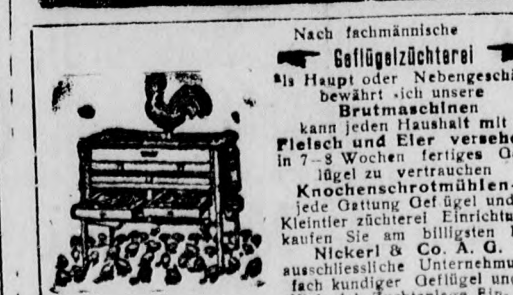 Nach fachmännische
Geflügelzüchterei
als Haupt oder Nebengeschä
bewährt sich unsere
Brutmaschinen
kann jeden Haushalt mit
Fleisch und Eier versehe
in 7—8 Wochen fertiges G
lügel zu vertrauchen
Knochenschrotmühlen
jede Gattung Gef ügel und
Kleintier züchterei Einrichtu
kaufen Sie am billigsten
Nickerl & Co. A. G.
ausschliessliche Unternehmu
fach kundiger Geflügel und